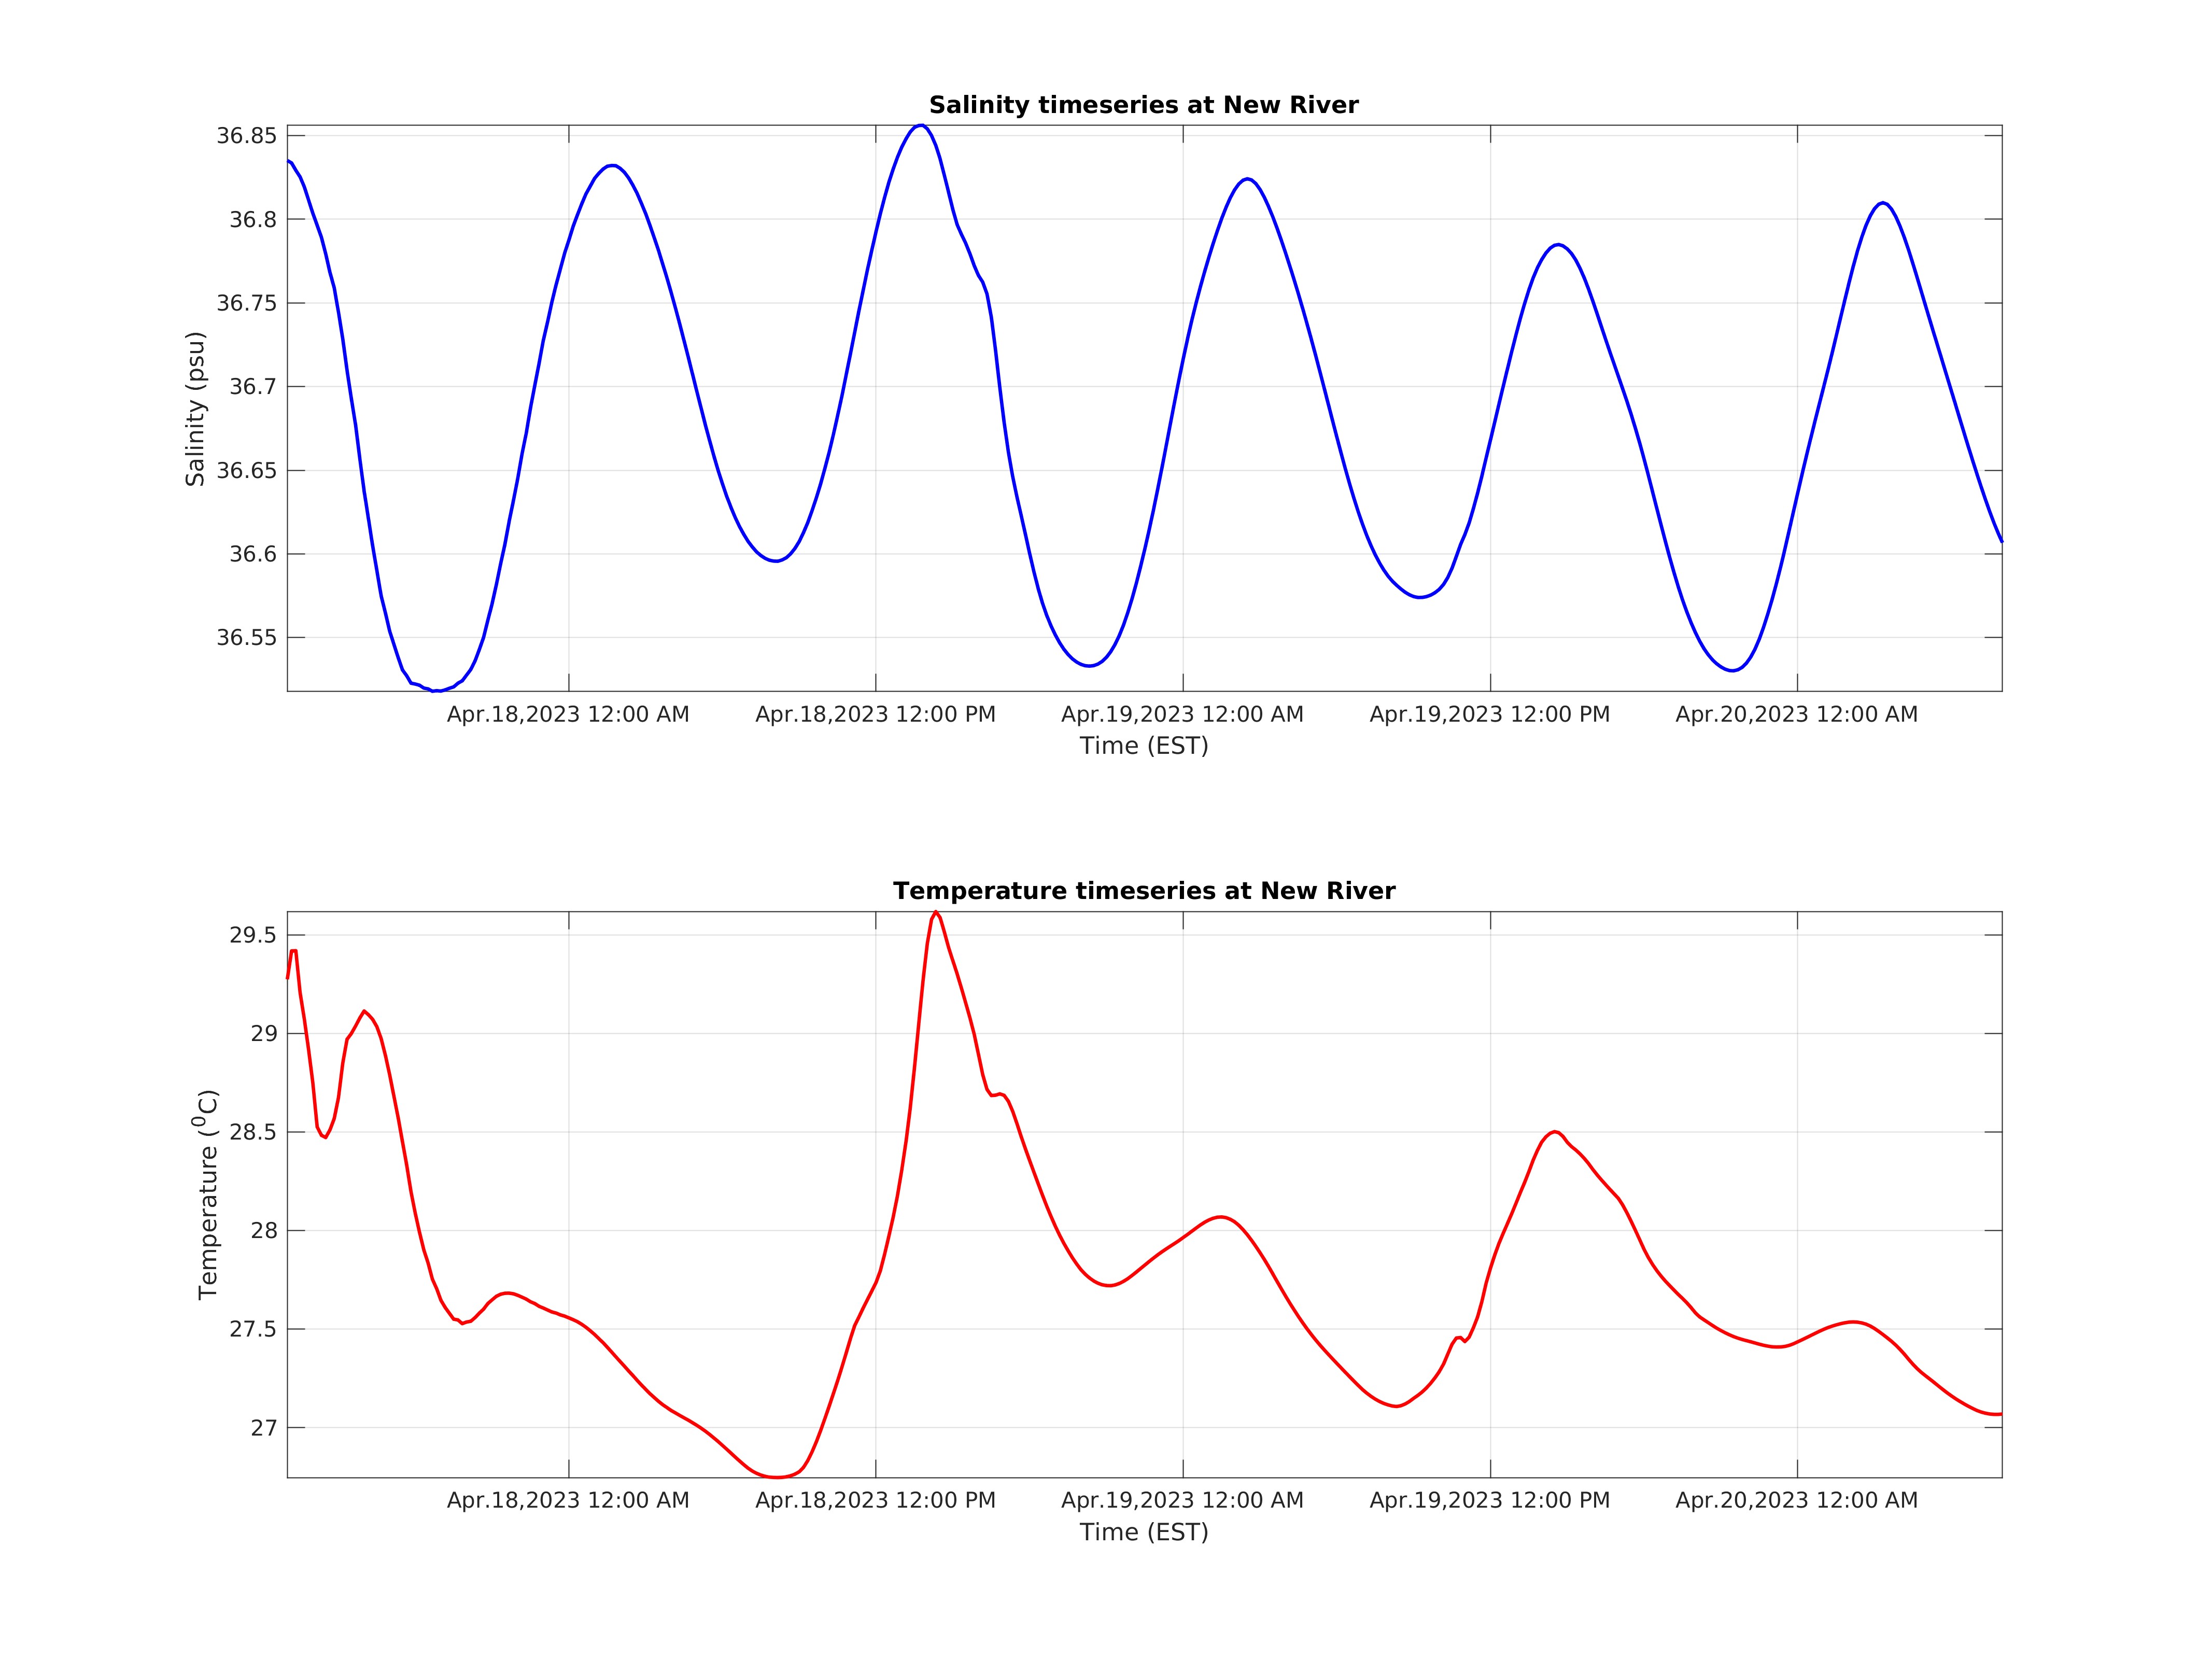 Salinity timeseries at New River
36.85
36.8
36.75
36.7
36.65
36.6
36.55
Salinity (psu)
Apr.18,2023 12:00 AM
Apr.18,2023 12:00 PM
Apr.19,2023 12:00 AM
Apr.19,2023 12:00 PM
Apr.20,2023 12:00 AM
Time (EST)
Temperature timeseries at New River
29.5
29
28.5
28
27.5
27
Temperature (⁰C)
Apr.18,2023 12:00 AM
Apr.18,2023 12:00 PM
Apr.19,2023 12:00 AM
Apr.19,2023 12:00 PM
Apr.20,2023 12:00 AM
Time (EST)